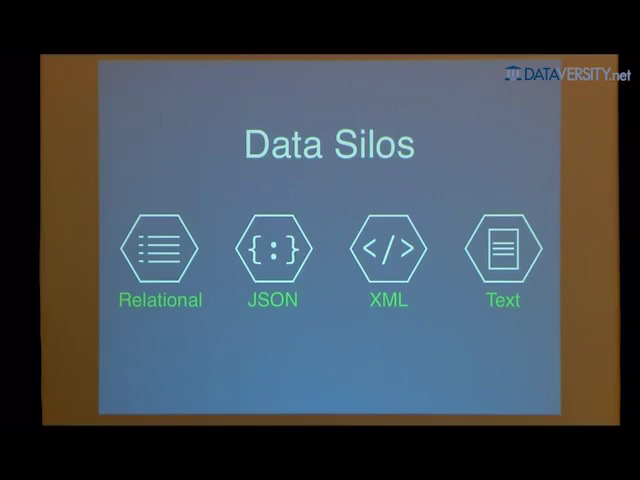 DATAVERSITY.net
Data Silos
{:} </>
Relational JSON XML Text